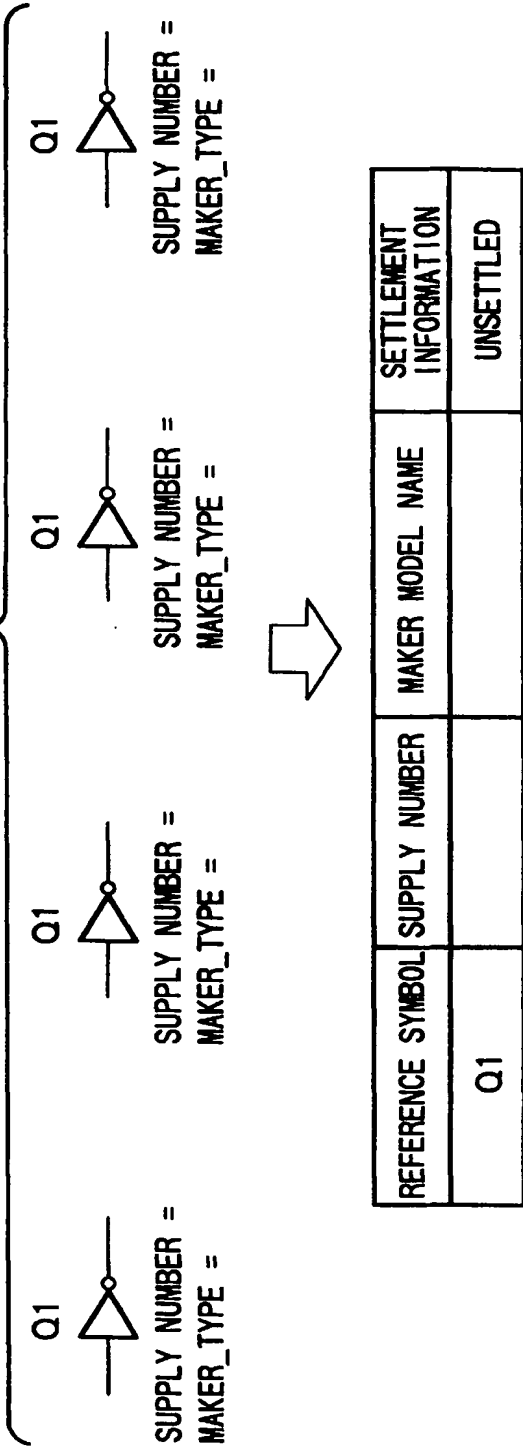 Q1
SUPPLY NUMBER =
MAKER_TYPE =
Q1
SUPPLY NUMBER =
MAKER_TYPE =
Q1
SUPPLY NUMBER =
MAKER_TYPE =
Q1
SUPPLY NUMBER =
MAKER_TYPE =
REFERENCE SYMBOL SUPPLY NUMBER MAKER MODEL NAME SETTLEMENT
INFORMATION
Q1 UNSETTLED